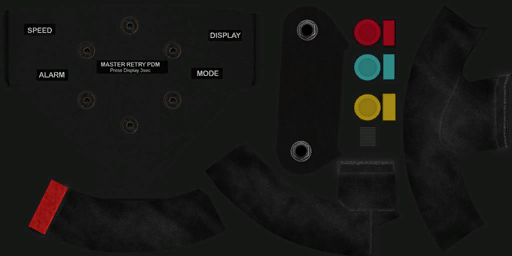 SPEED
DISPLAY
MASTER RETRY PDM
Press Display 3sec
ALARM
MODE